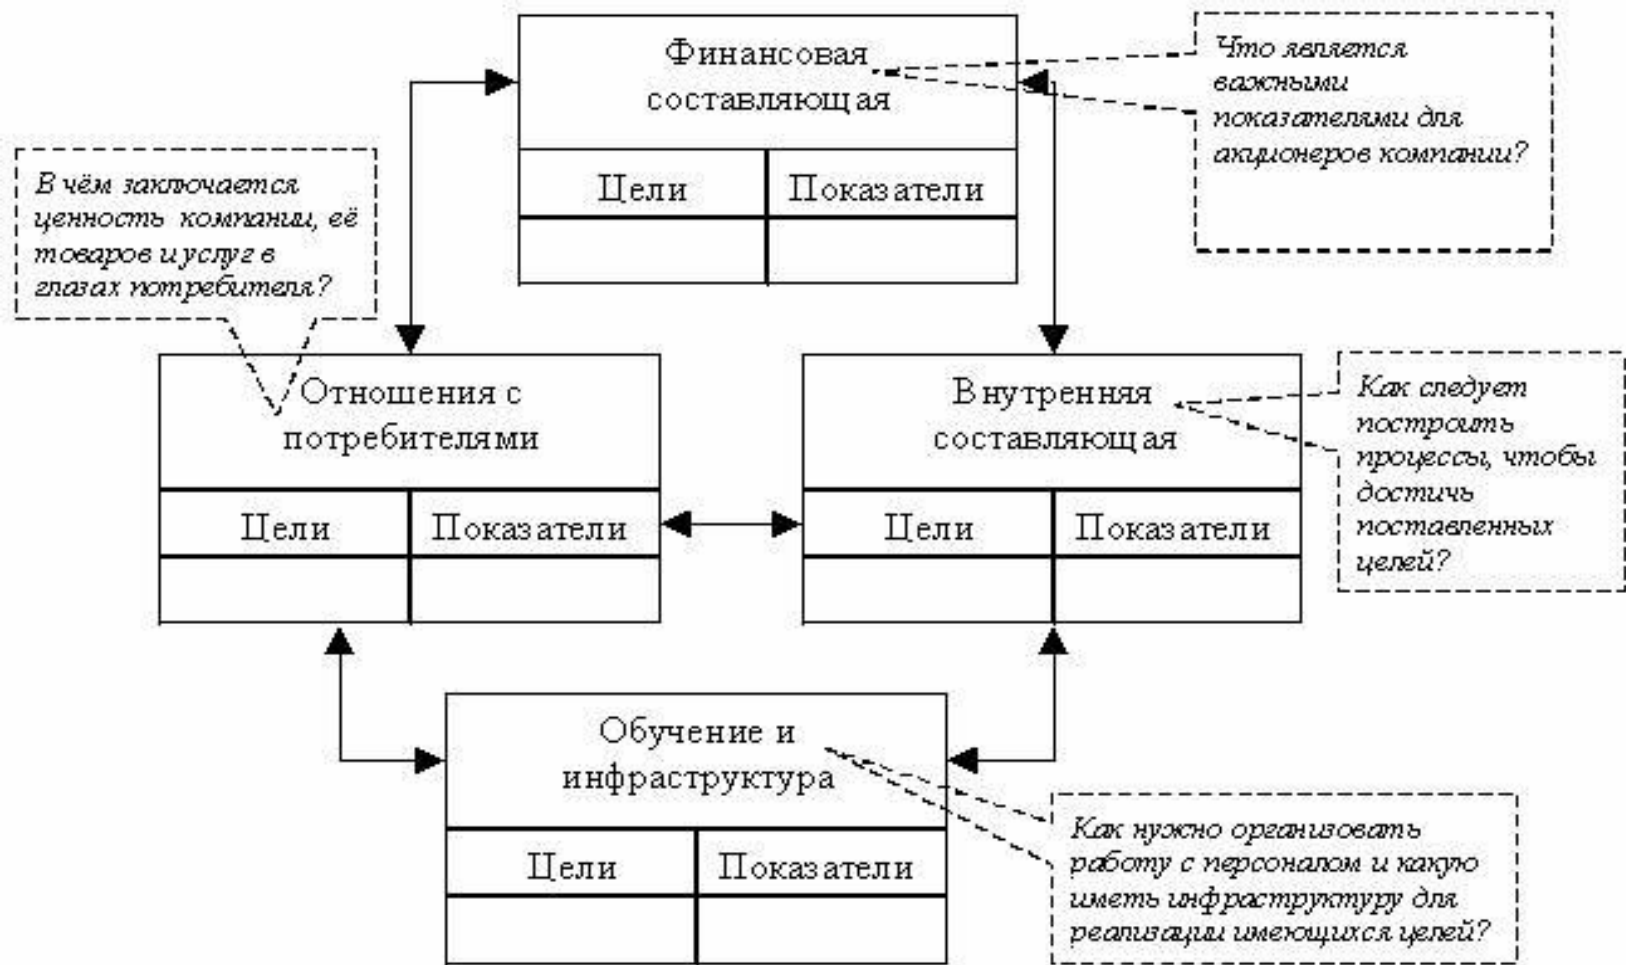 Финансовая
составляющая
Цели
Показатели
Что является
важными
показателями для
акционеров компании?
В чём заключается
ценность компании, её
товаров и услуг в
глазах потребителя?
Отношения с
потребителями
Цели
Показатели
Внутренняя
составляющая
Цели
Показатели
Как следует
построить
процессы, чтобы
достичь
поставленных
целей?
Обучение и
инфраструктура
Цели
Показатели
Как нужно организовать
работу с персоналом и какую
иметь инфраструктуру для
реализации имеющихся целей?